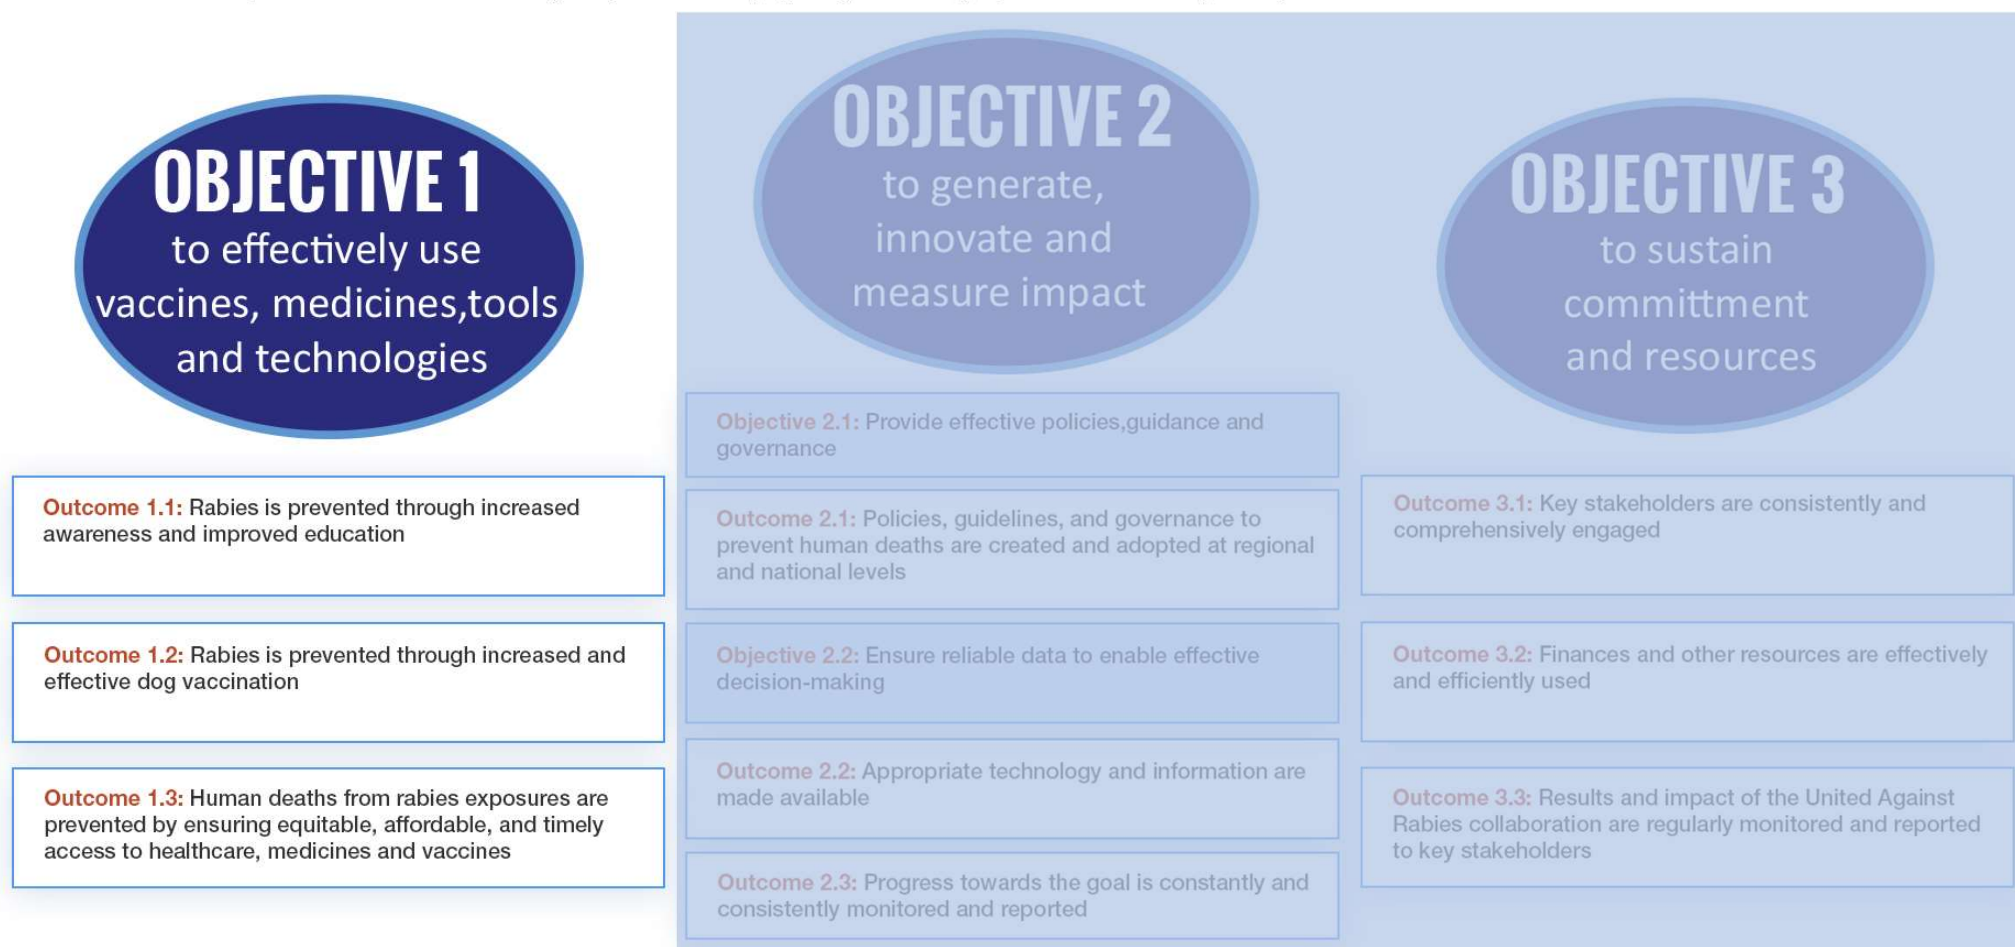 OBJECTIVE 1
to effectively use
vaccines, medicines,tools
and technologies
Outcome 1.1: Rabies is prevented through increased
awareness and improved education
Outcome 1.2: Rabies is prevented through increased and
effective dog vaccination
Outcome 1.3: Human deaths from rabies exposures are
prevented by ensuring equitable, affordable, and timely
access to healthcare, medicines and vaccines
OBJECTIVE 2
to generate,
innovate and
measure impact
Objective 2.1: Provide effective policies,guidance and
governance
Outcome 2.1: Policies, guidelines, and governance to
prevent human deaths are created and adopted at regional
and national levels
Objective 2.2: Ensure reliable data to enable effective
decision-making
Outcome 2.2: Appropriate technology and information are
made available
Outcome 2.3: Progress towards the goal is constantly and
consistently monitored and reported
OBJECTIVE 3
to sustain
committment
and resources
Outcome 3.1: Key stakeholders are consistently and
comprehensively engaged
Outcome 3.2: Finances and other resources are effectively
and efficiently used
Outcome 3.3: Results and impact of the United Against
Rabies collaboration are regularly monitored and reported
to key stakeholders